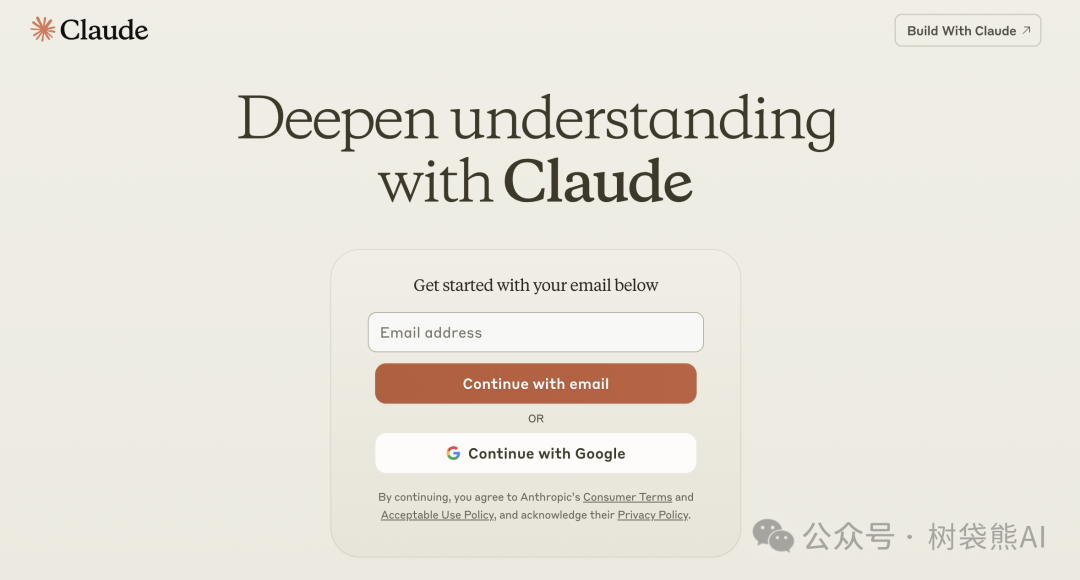 Claude
Build With Claude ↗
Deepen understanding
with Claude
Get started with your email below
Email address
Continue with email
OR
Continue with Google
By continuing, you agree to Anthropic's Consumer Terms and
Acceptable Use Policy, and acknowledge their Privacy Policy.
公众号 · 树袋熊AI